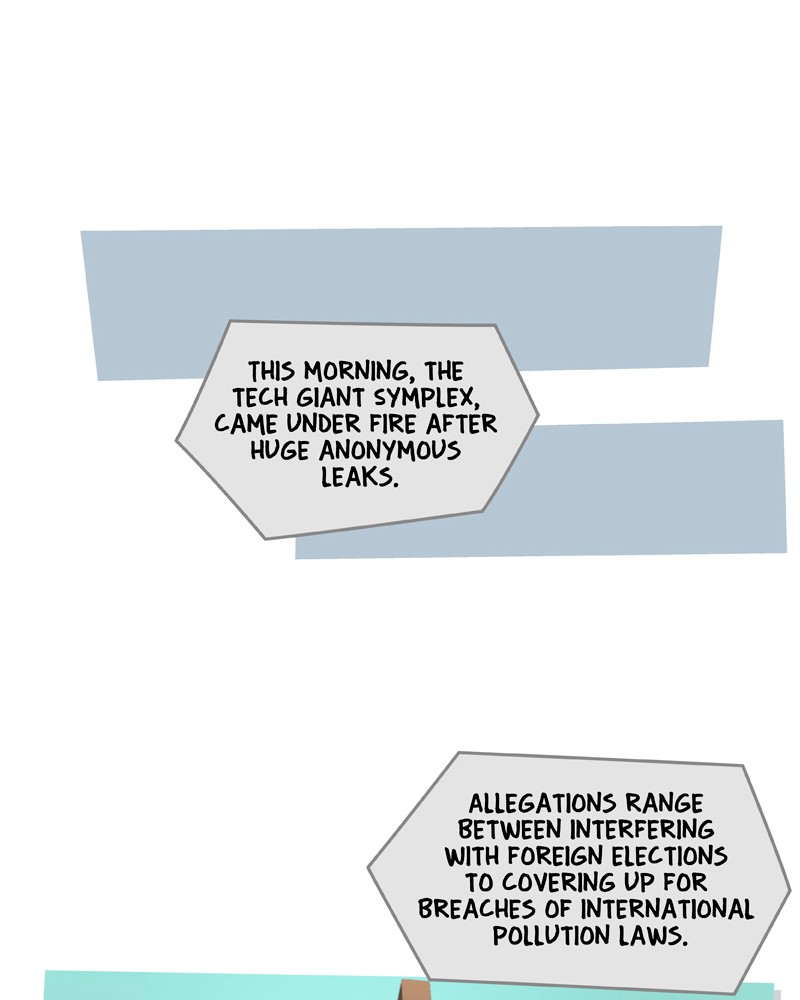 THIS MORNING, THE
TECH GIANT SYMPLEX,
CAME UNDER FIRE AFTER
HUGE ANONYMOUS
LEAKS.
ALLEGATIONS RANGE
BETWEEN INTERFERING
WITH FOREIGN ELECTIONS
TO COVERING UP FOR
BREACHES OF INTERNATIONAL
POLLUTION LAWS.